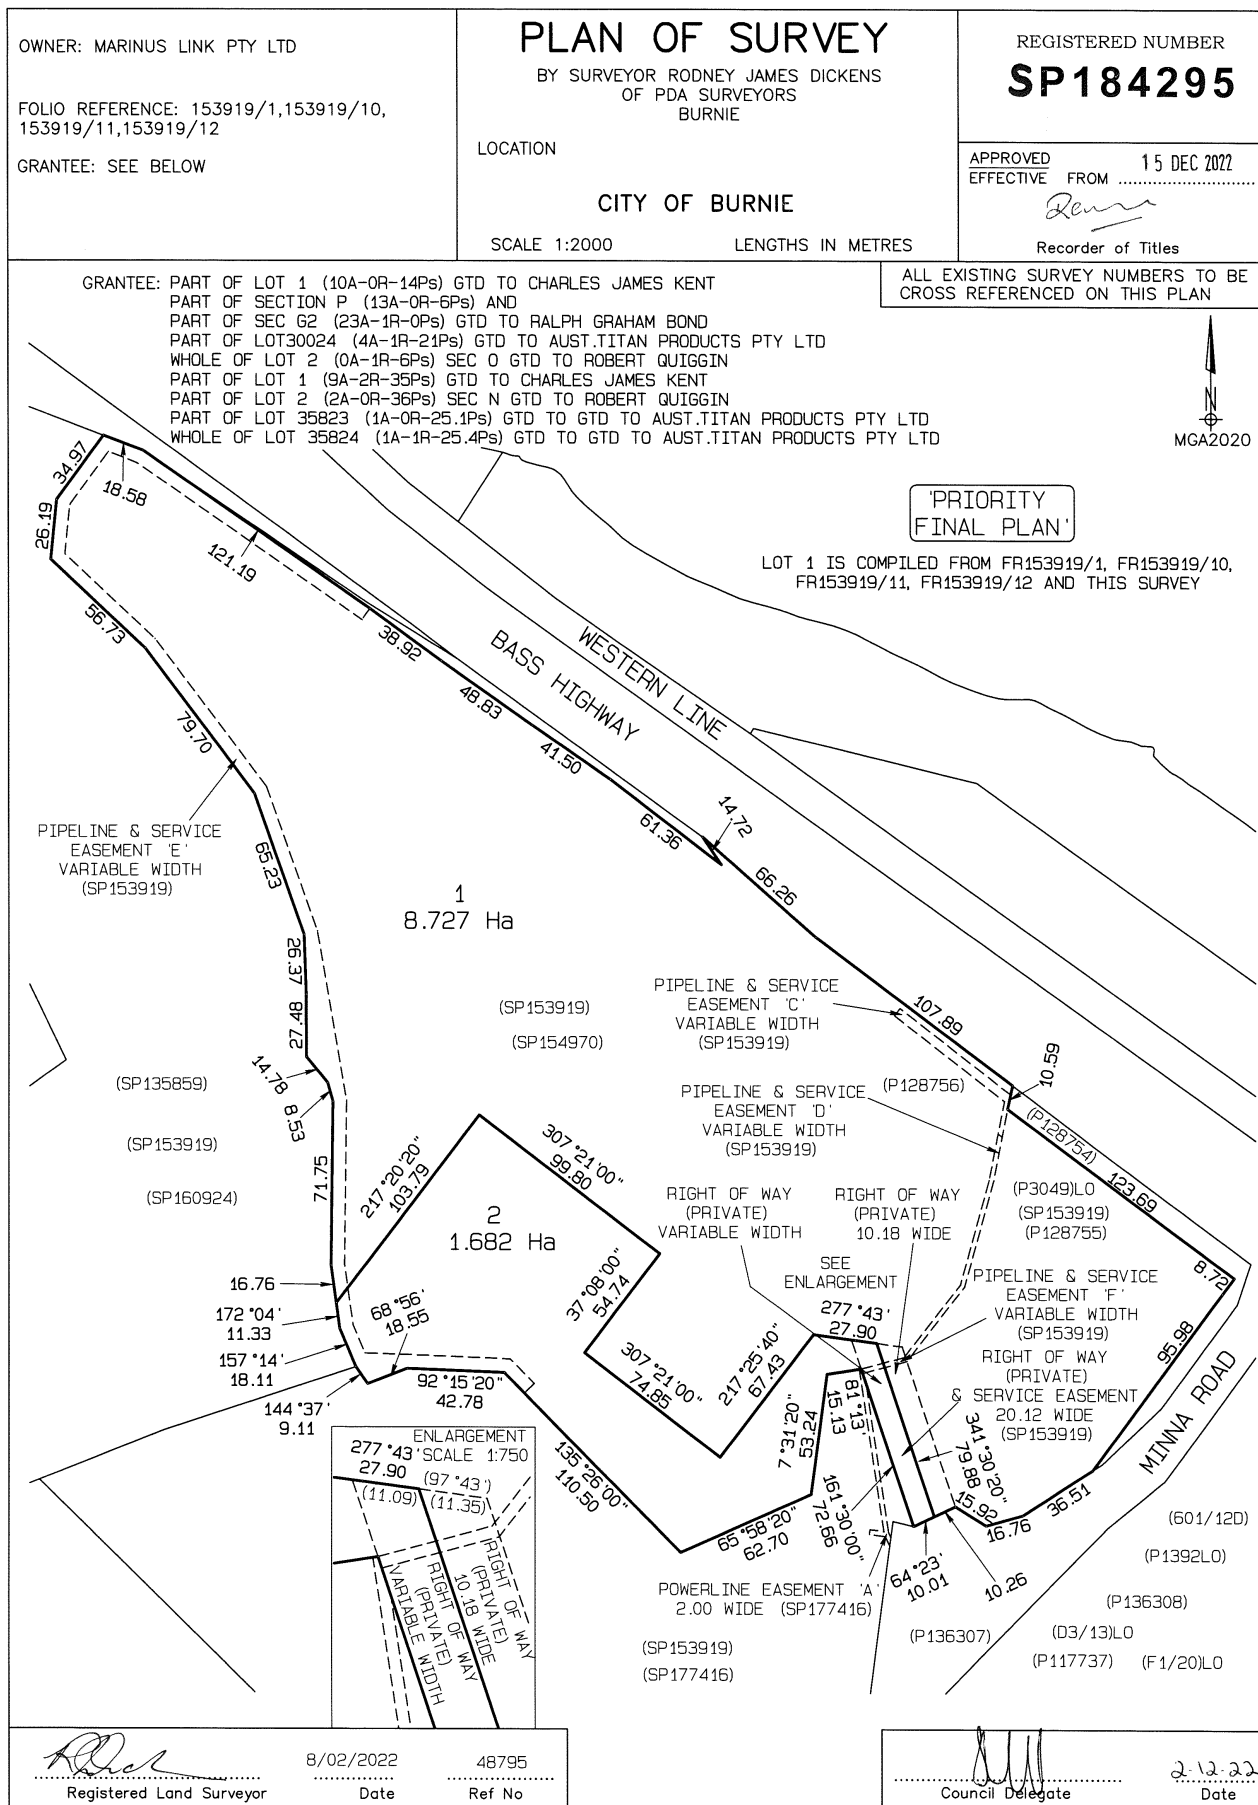 OWNER: MARINUS LINK PTY LTD
FOLIO REFERENCE: 153919/1,153919/10,
153919/11,153919/12
GRANTEE: SEE BELOW
PLAN OF SURVEY
BY SURVEYOR RODNEY JAMES DICKENS
OF PDA SURVEYORS
BURNIE
LOCATION
CITY OF BURNIE
SCALE 1:2000 LENGTHS IN METRES
REGISTERED NUMBER
SP184295
APPROVED
EFFECTIVE FROM 15 DEC 2022
Recorder of Titles
ALL EXISTING SURVEY NUMBERS TO BE
CROSS REFERENCED ON THIS PLAN
GRANTEE: PART OF LOT 1 (10A-0R-14Ps) GTD TO CHARLES JAMES KENT
PART OF SECTION P (13A-0R-6Ps) AND
PART OF SEC G2 (23A-1R-0Ps) GTD TO RALPH GRAHAM BOND
PART OF LOT30024 (4A-1R-21Ps) GTD TO AUST.TITAN PRODUCTS PTY LTD
WHOLE OF LOT 2 (0A-1R-6Ps) SEC O GTD TO ROBERT QUIGGIN
PART OF LOT 1 (9A-2R-35Ps) GTD TO CHARLES JAMES KENT
PART OF LOT 2 (2A-0R-36Ps) SEC N GTD TO ROBERT QUIGGIN
PART OF LOT 35823 (1A-0R-25.1Ps) GTD TO GTD TO AUST.TITAN PRODUCTS PTY LTD
WHOLE OF LOT 35824 (1A-1R-25.4Ps) GTD TO GTD TO AUST.TITAN PRODUCTS PTY LTD
N
MGA2020
'PRIORITY
FINAL PLAN'
LOT 1 IS COMPILED FROM FR153919/1, FR153919/10,
FR153919/11, FR153919/12 AND THIS SURVEY
34.97
18.58
26.19
121.19
56.73
38.92
48.83
41.50
61.36
14.72
66.26
BASS HIGHWAY
WESTERN LINE
79.70
PIPELINE & SERVICE
EASEMENT 'E'
VARIABLE WIDTH
(SP153919)
65.23
26.37
27.48
14.78
8.53
71.75
1
8.727 Ha
(SP153919)
(SP154970)
PIPELINE & SERVICE
EASEMENT 'C'
VARIABLE WIDTH
(SP153919)
107.89
10.59
(P128756)
(P128754)
123.69
PIPELINE & SERVICE
EASEMENT 'D'
VARIABLE WIDTH
(SP153919)
(SP135859)
(SP153919)
(SP160924)
217°20'20"
103.79
307°21'00"
99.80
2
1.682 Ha
37°08'00"
54.74
307°21'00"
74.85
217°25'40"
67.43
RIGHT OF WAY
(PRIVATE)
VARIABLE WIDTH
RIGHT OF WAY
(PRIVATE)
10.18 WIDE
SEE
ENLARGEMENT
277°43'
27.90
(P3049)LO
(SP153919)
(P128755)
8.72
PIPELINE & SERVICE
EASEMENT 'F'
VARIABLE WIDTH
(SP153919)
RIGHT OF WAY
(PRIVATE)
& SERVICE EASEMENT
20.12 WIDE
(SP153919)
95.98
MINNA ROAD
16.76
172°04'
11.33
157°14'
18.11
144°37'
9.11
68°56'
18.55
92°15'20"
42.78
135°26'00"
110.50
65°58'20"
62.70
7°31'20"
53.24
81°13'
15.13
161°30'00"
72.66
341°30'20"
79.88
15.92
16.76
36.51
64°23'
10.01
10.26
POWERLINE EASEMENT 'A'
2.00 WIDE (SP177416)
(SP153919)
(SP177416)
(601/12D)
(P1392LO)
(P136308)
(P136307)
(D3/13)LO
(P117737)
(F1/20)LO
ENLARGEMENT
SCALE 1:750
277°43'
27.90
(97°43')
(11.09)
(11.35)
RIGHT OF WAY
(PRIVATE)
VARIABLE WIDTH
RIGHT OF WAY
(PRIVATE)
10.18 WIDE
8/02/2022
48795
Registered Land Surveyor
Date
Ref No
2-12-22
Council Delegate
Date